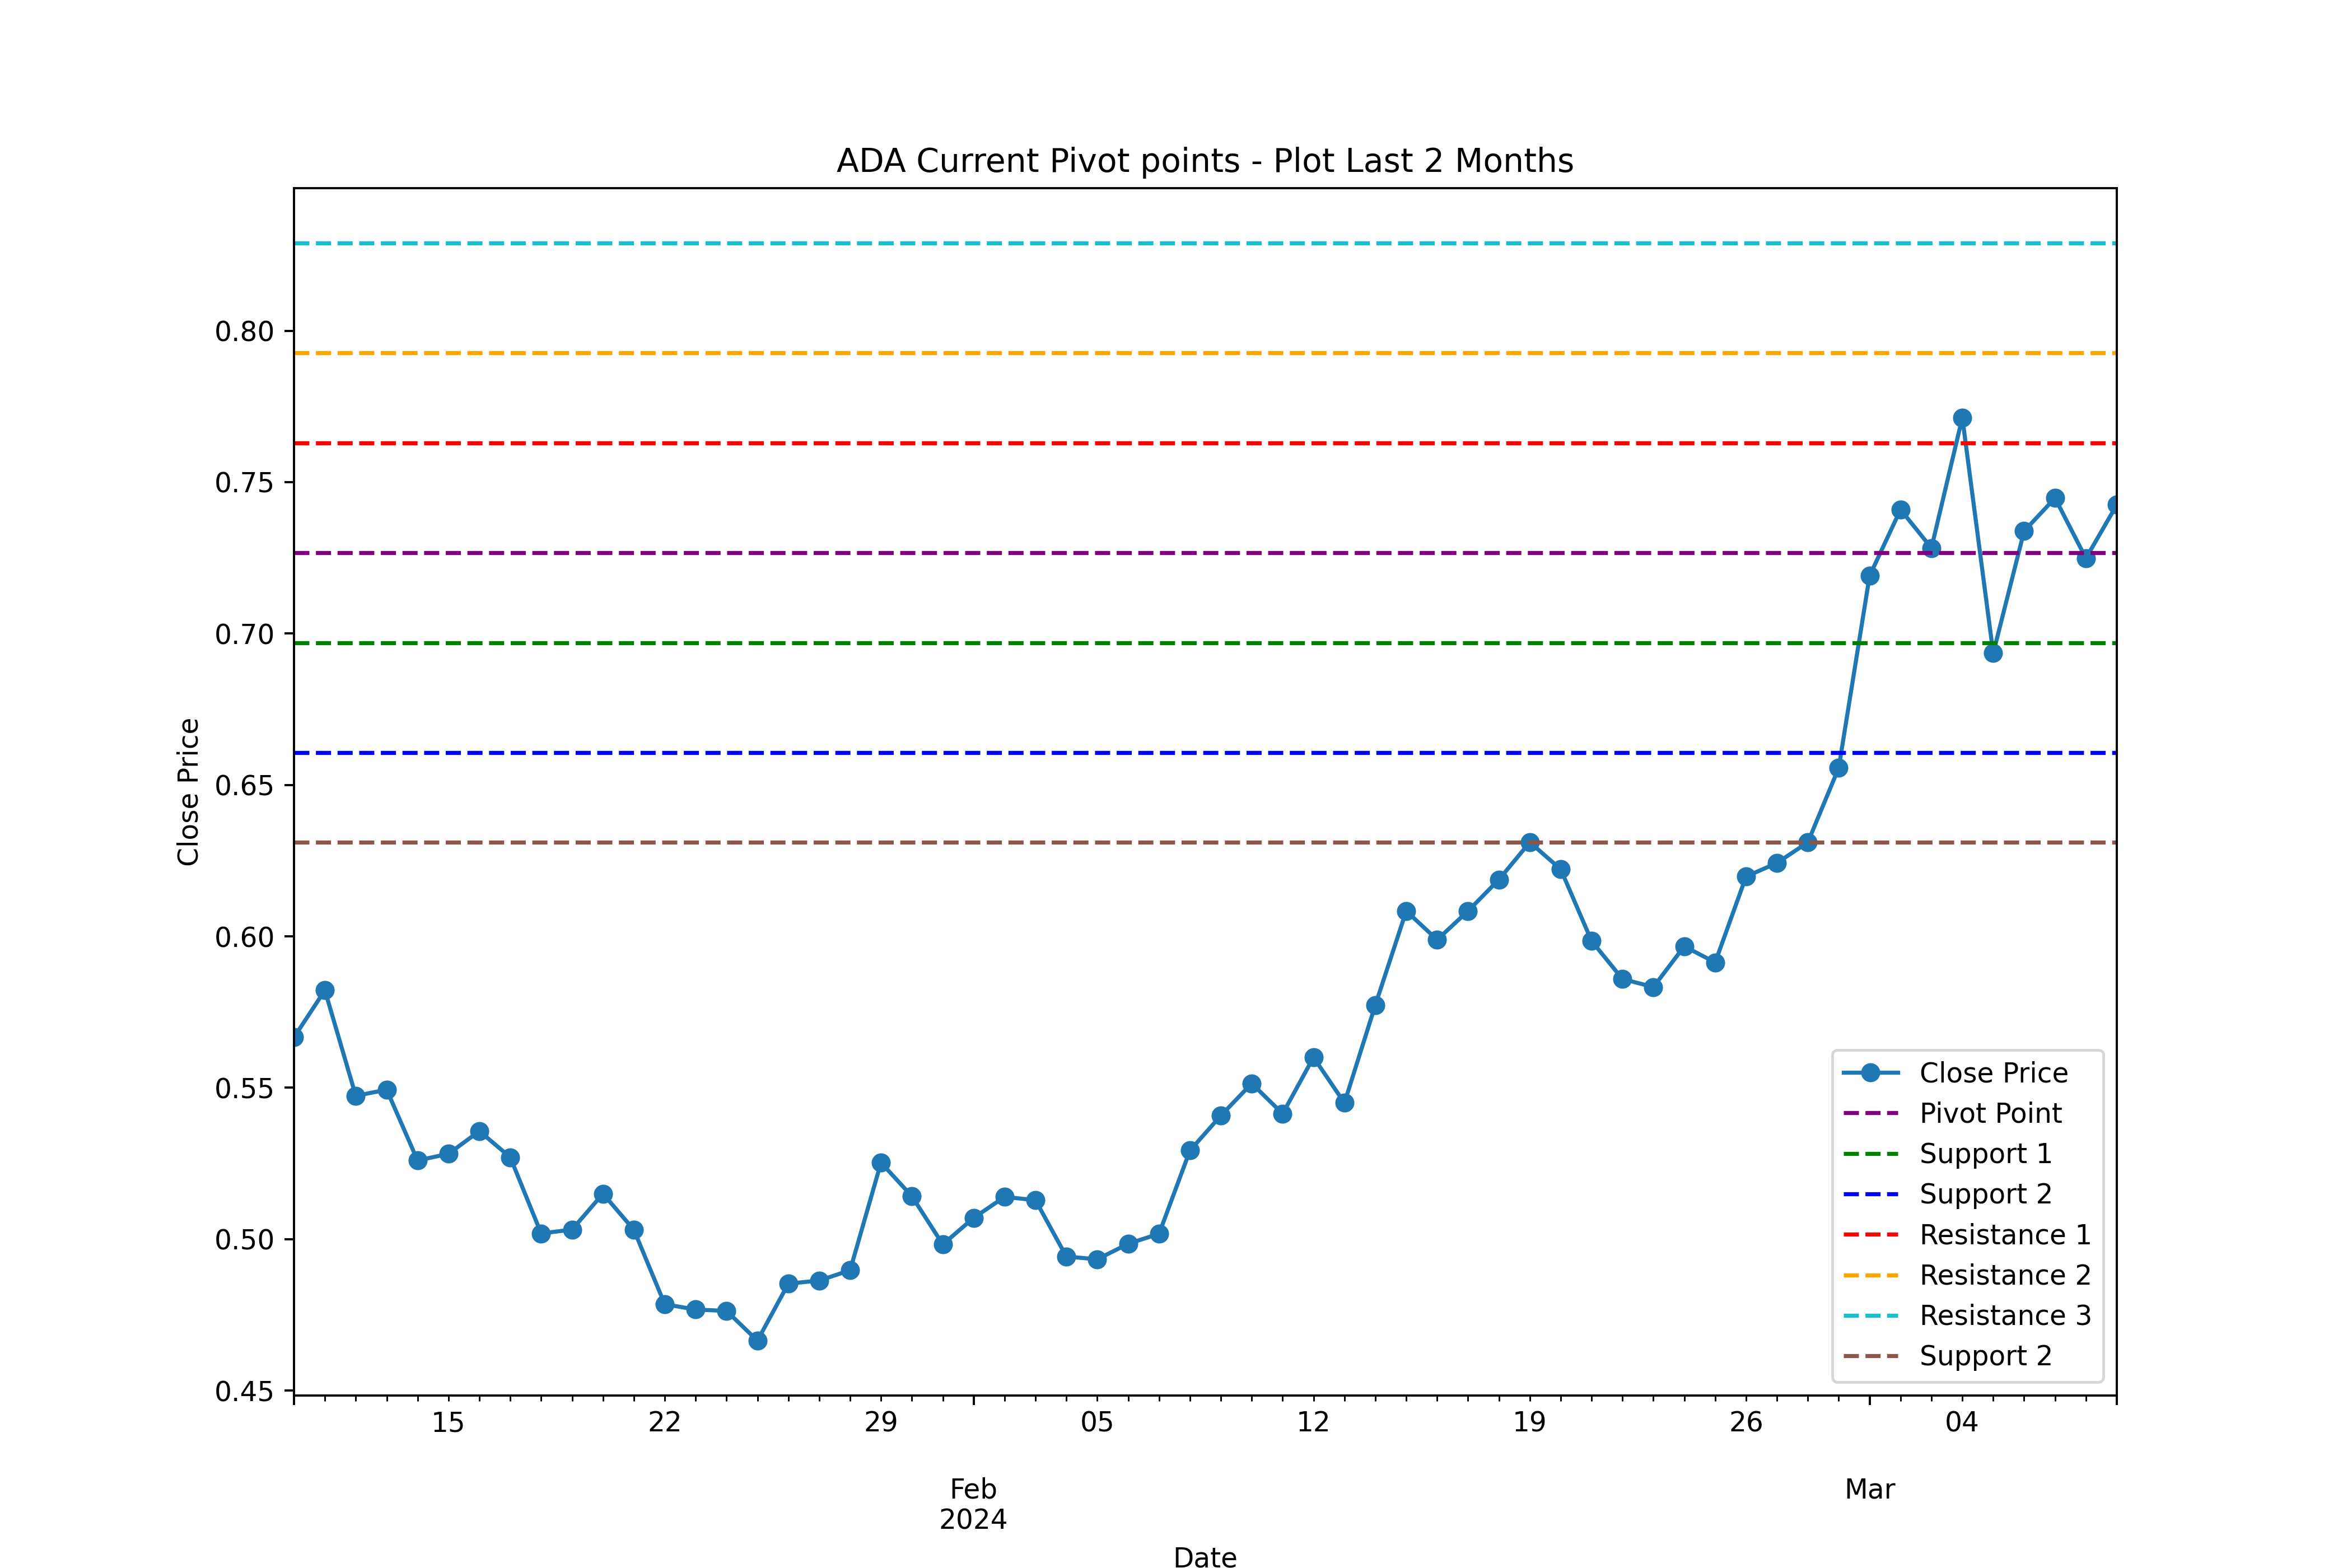 ADA Current Pivot points - Plot Last 2 Months
0.80
0.75
0.70
0.65
0.60
0.55
0.50
0.45
Close Price
Close Price
Pivot Point
Support 1
Support 2
Resistance 1
Resistance 2
Resistance 3
Support 2
15 22 29 05 12 19 26 04
Feb Mar
2024
Date